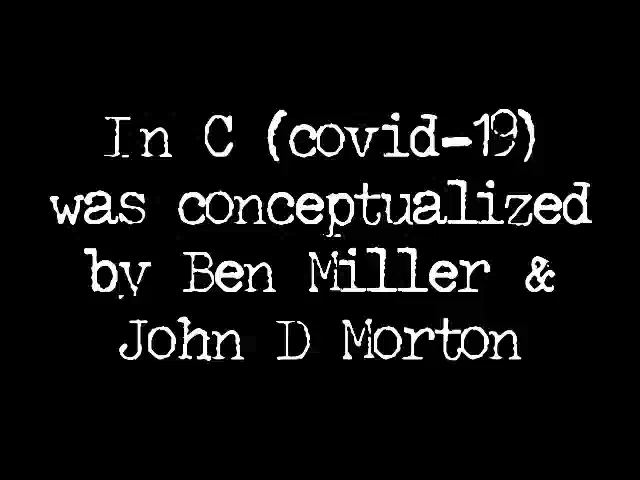 In C (covid-19)
was conceptualized
by Ben Miller &
John D Morton